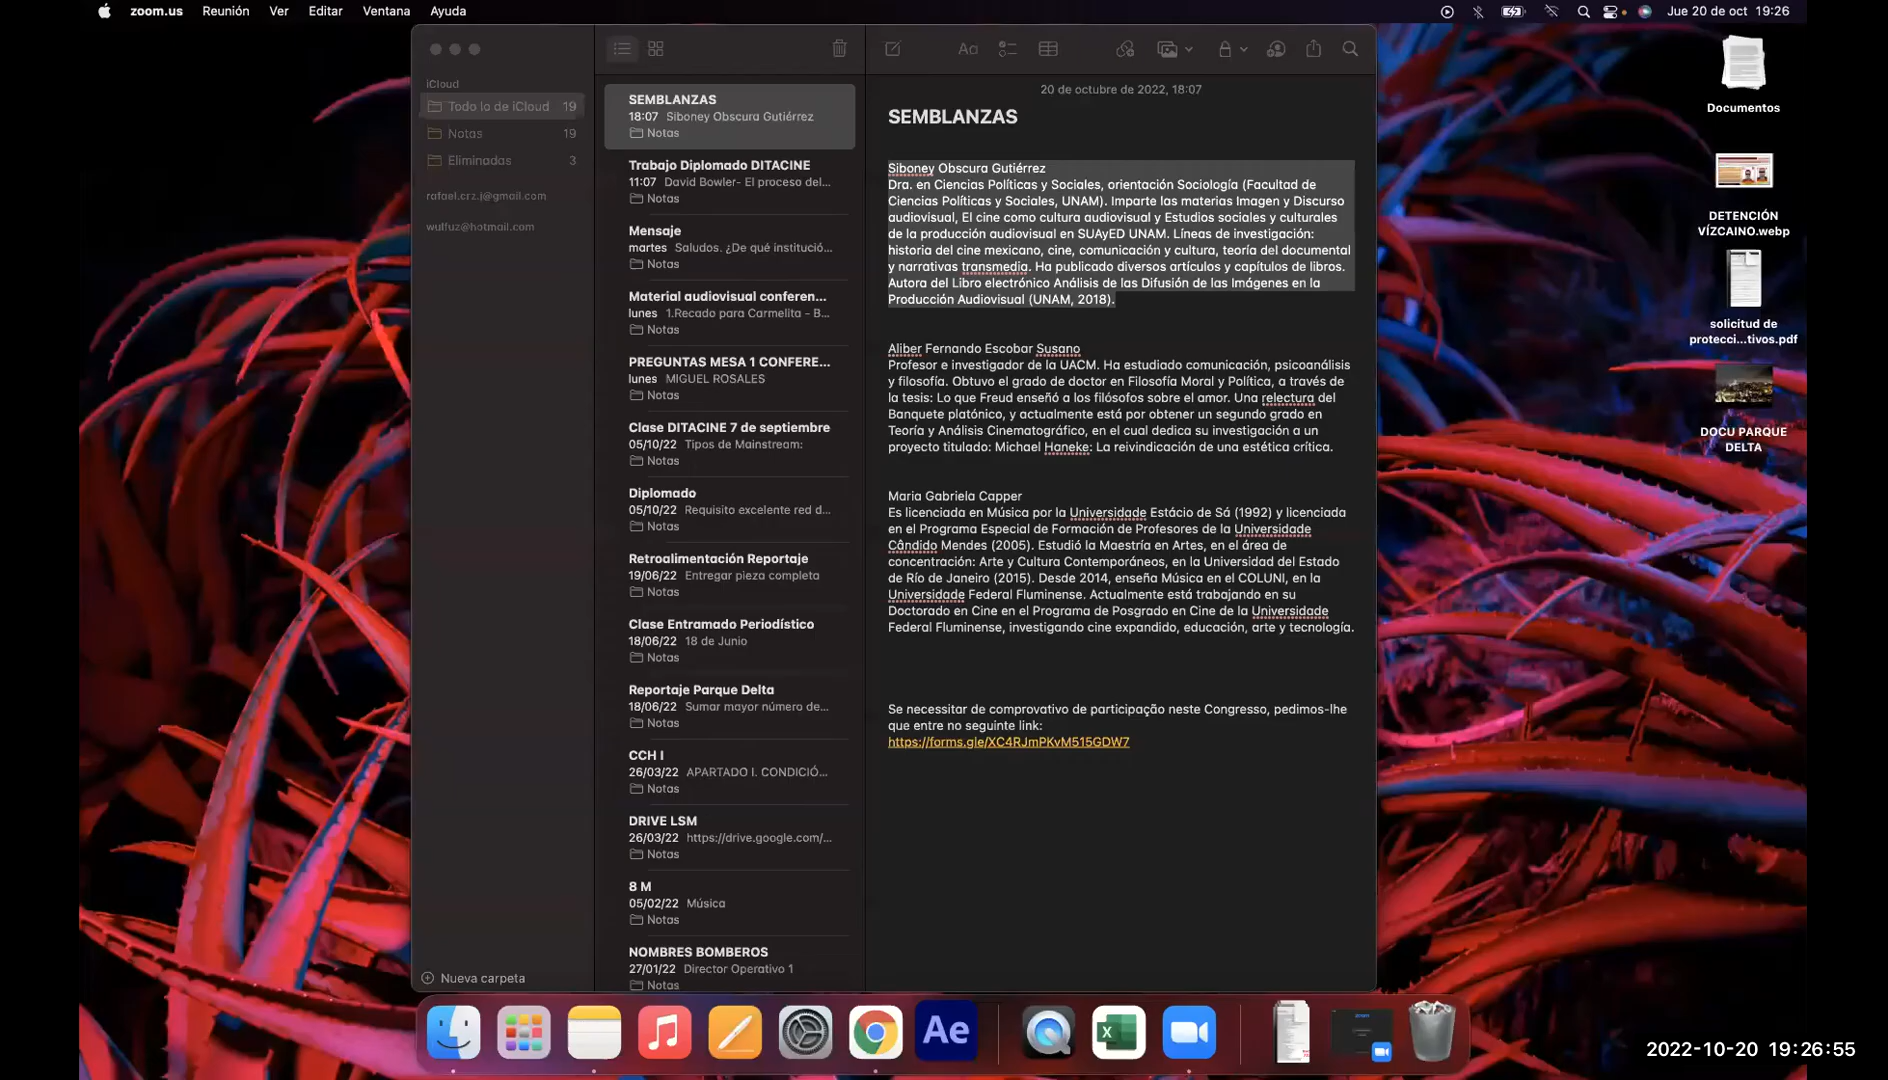 zoom.us Reunión Ver Editar Ventana Ayuda
Jue 20 de oct 19:26
iCloud
Todo lo de iCloud 19
Notas 19
Eliminadas 3
rafael.crz.j@gmail.com
wulfuz@hotmail.com
Nueva carpeta
SEMBLANZAS
18:07 Siboney Obscura Gutiérrez
Notas
Trabajo Diplomado DITACINE
11:07 David Bowler- El proceso del...
Notas
Mensaje
martes Saludos. ¿De qué institució...
Notas
Material audiovisual conferen...
lunes 1.Recado para Carmelita - B...
Notas
PREGUNTAS MESA 1 CONFERE...
lunes MIGUEL ROSALES
Notas
Clase DITACINE 7 de septiembre
05/10/22 Tipos de Mainstream:
Notas
Diplomado
05/10/22 Requisito excelente red d...
Notas
Retroalimentación Reportaje
19/06/22 Entregar pieza completa
Notas
Clase Entramado Periodístico
18/06/22 18 de Junio
Notas
Reportaje Parque Delta
18/06/22 Sumar mayor número de...
Notas
CCH I
26/03/22 APARTADO I. CONDICIÓ...
Notas
DRIVE LSM
26/03/22 https://drive.google.com/...
Notas
8 M
05/02/22 Música
Notas
NOMBRES BOMBEROS
27/01/22 Director Operativo 1
Notas
Aa
20 de octubre de 2022, 18:07
SEMBLANZAS
Siboney Obscura Gutiérrez
Dra. en Ciencias Políticas y Sociales, orientación Sociología (Facultad de
Ciencias Políticas y Sociales, UNAM). Imparte las materias Imagen y Discurso
audiovisual, El cine como cultura audiovisual y Estudios sociales y culturales
de la producción audiovisual en SUAyED UNAM. Líneas de investigación:
historia del cine mexicano, cine, comunicación y cultura, teoría del documental
y narrativas transmedia. Ha publicado diversos artículos y capítulos de libros.
Autora del Libro electrónico Análisis de las Difusión de las Imágenes en la
Producción Audiovisual (UNAM, 2018).
Aliber Fernando Escobar Susano
Profesor e investigador de la UACM. Ha estudiado comunicación, psicoanálisis
y filosofía. Obtuvo el grado de doctor en Filosofía Moral y Política, a través de
la tesis: Lo que Freud enseñó a los filósofos sobre el amor. Una relectura del
Banquete platónico, y actualmente está por obtener un segundo grado en
Teoría y Análisis Cinematográfico, en el cual dedica su investigación a un
proyecto titulado: Michael Haneke: La reivindicación de una estética crítica.
Maria Gabriela Capper
Es licenciada en Música por la Universidade Estácio de Sá (1992) y licenciada
en el Programa Especial de Formación de Profesores de la Universidade
Cândido Mendes (2005). Estudió la Maestría en Artes, en el área de
concentración: Arte y Cultura Contemporáneos, en la Universidad del Estado
de Río de Janeiro (2015). Desde 2014, enseña Música en el COLUNI, en la
Universidade Federal Fluminense. Actualmente está trabajando en su
Doctorado en Cine en el Programa de Posgrado en Cine de la Universidade
Federal Fluminense, investigando cine expandido, educación, arte y tecnología.
Se necessitar de comprovativo de participação neste Congresso, pedimos-lhe
que entre no seguinte link:
https://forms.gle/XC4RJmPKvM515GDW7
Documentos
DETENCIÓN
VÍZCAINO.webp
solicitud de
protecci...tivos.pdf
DOCU PARQUE
DELTA
Ae
X
2022-10-20 19:26:55